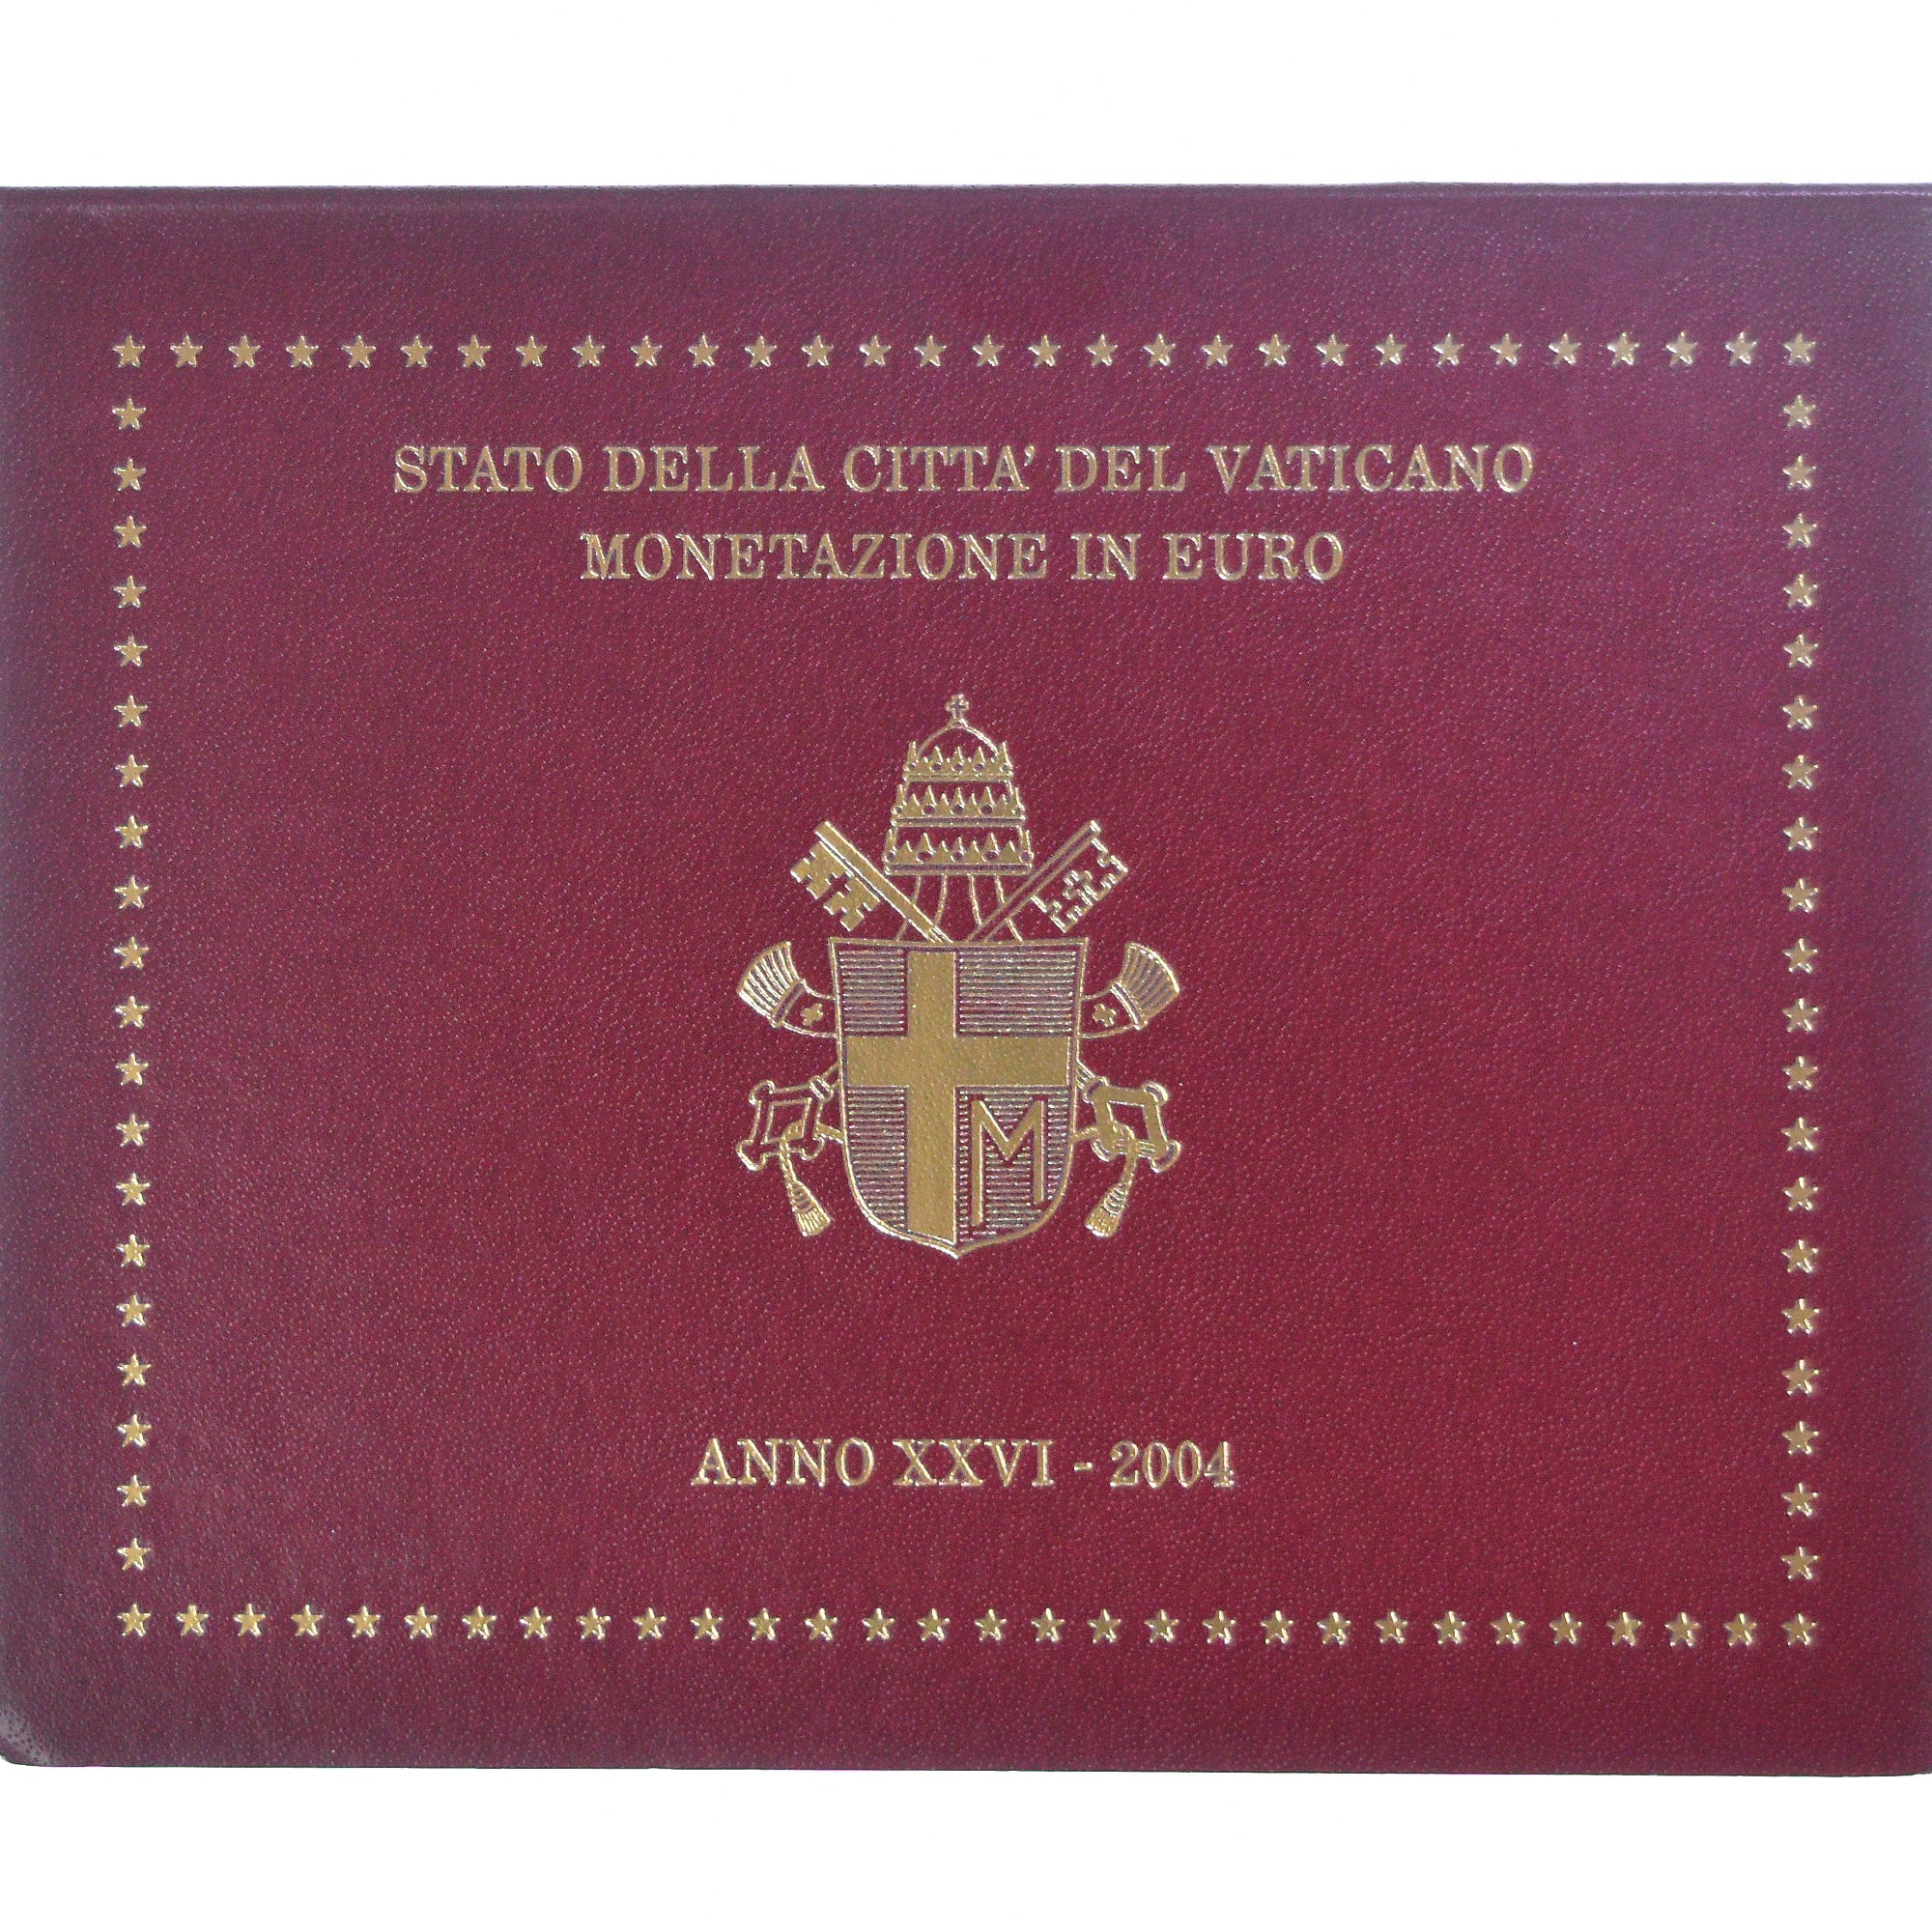 STATO DELLA CITTA' DEL VATICANO
MONETAZIONE IN EURO
M
ANNO XXVI - 2004